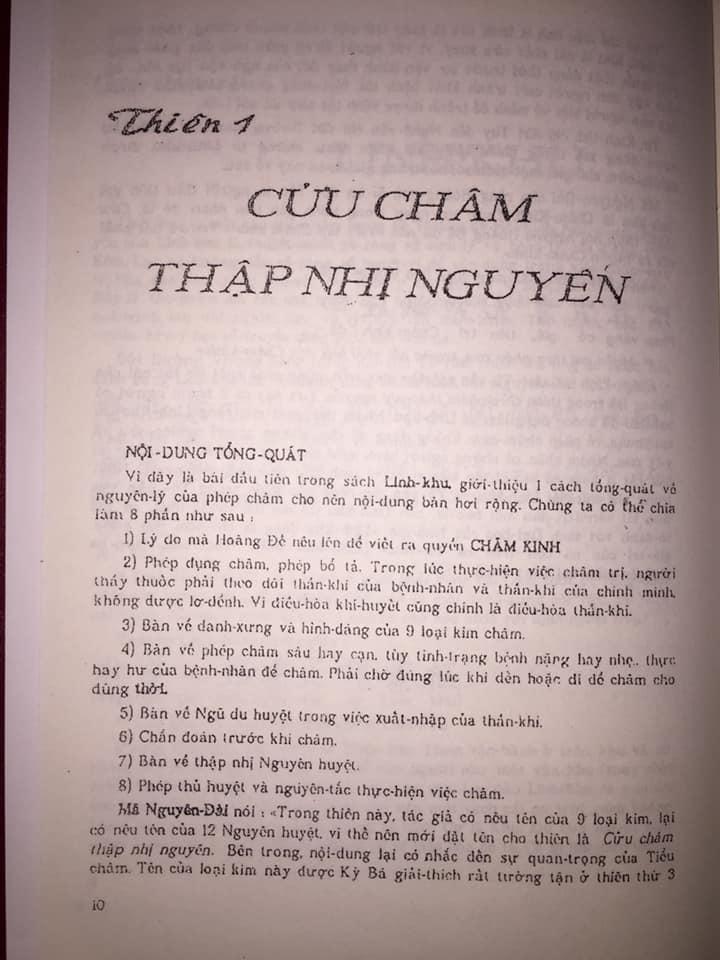 Thiên 1
CỬU CHÂM
THẬP NHỊ NGUYÊN
NỘI-DUNG TỔNG-QUÁT
Vì đây là bài đầu tiên trong sách Linh-khu, giới-thiệu 1 cách tổng-quát về
nguyên-lý của phép châm cho nên nội-dung bàn hơi rộng. Chúng ta có thể chia
làm 8 phần như sau :
1) Lý do mà Hoàng Đế nêu lên để viết ra quyển CHÂM KINH
2) Phép dụng châm, phép bổ tả. Trong lúc thực-hiện việc châm trị, người
thầy thuốc phải theo dõi thần-khí của bệnh-nhân và thần-khí của chính mình,
không được lơ-đễnh. Vì điều-hòa khí-huyết cũng chính là điều-hòa thần-khí.
3) Bàn về danh-xưng và hình-dáng của 9 loại kim châm.
4) Bàn về phép châm sâu hay cạn, tùy tình-trạng bệnh nặng hay nhẹ., thực
hay hư của bệnh-nhân để châm. Phải chờ đúng lúc khí đến hoặc đi để châm cho
đúng thời.
5) Bàn về Ngũ du huyệt trong việc xuất-nhập của thần-khí.
6) Chẩn đoán trước khi châm.
7) Bàn về thập nhị Nguyên huyệt.
8) Phép thủ huyệt và nguyên-tắc thực-hiện việc châm.
Mã Nguyên-Đài nói : «Trong thiên này, tác giả có nêu tên của 9 loại kim, lại
có nêu tên của 12 Nguyên huyệt, vì thế nên mới đặt tên cho thiên là Cửu châm
thập nhị nguyên. Bên trong, nội-dung lại có nhắc đến sự quan-trọng của Tiểu
châm. Tên của loại kim này được Kỳ Bá giải-thích rất tường tận ở thiên thứ 3
10